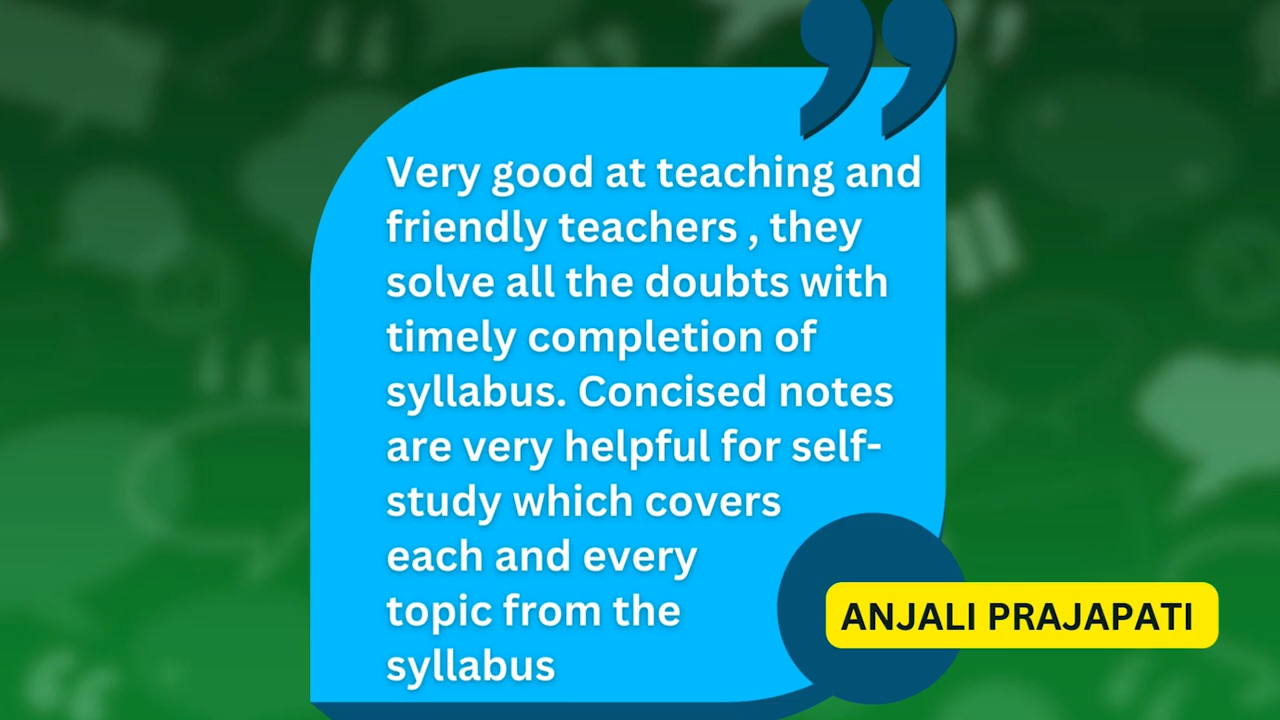 Very good at teaching and
friendly teachers , they
solve all the doubts with
timely completion of
syllabus. Concised notes
are very helpful for self-
study which covers
each and every
topic from the
syllabus
ANJALI PRAJAPATI